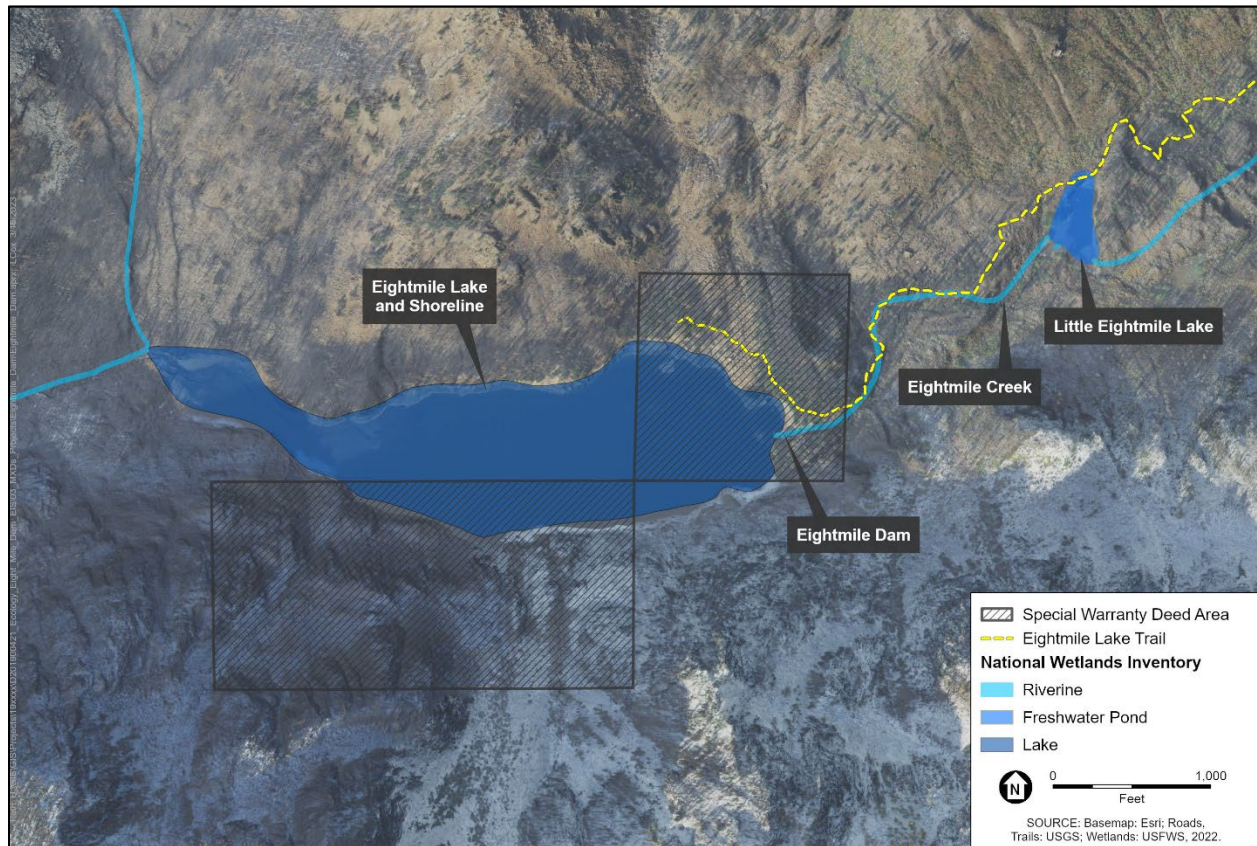 Eightmile Lake
and Shoreline
Little Eightmile Lake
Eightmile Creek
Eightmile Dam
Special Warranty Deed Area
Eightmile Lake Trail
National Wetlands Inventory
Riverine
Freshwater Pond
Lake
N
0
1,000
Feet
SOURCE: Basemap: Esri; Roads,
Trails: USGS; Wetlands: USFWS, 2022.